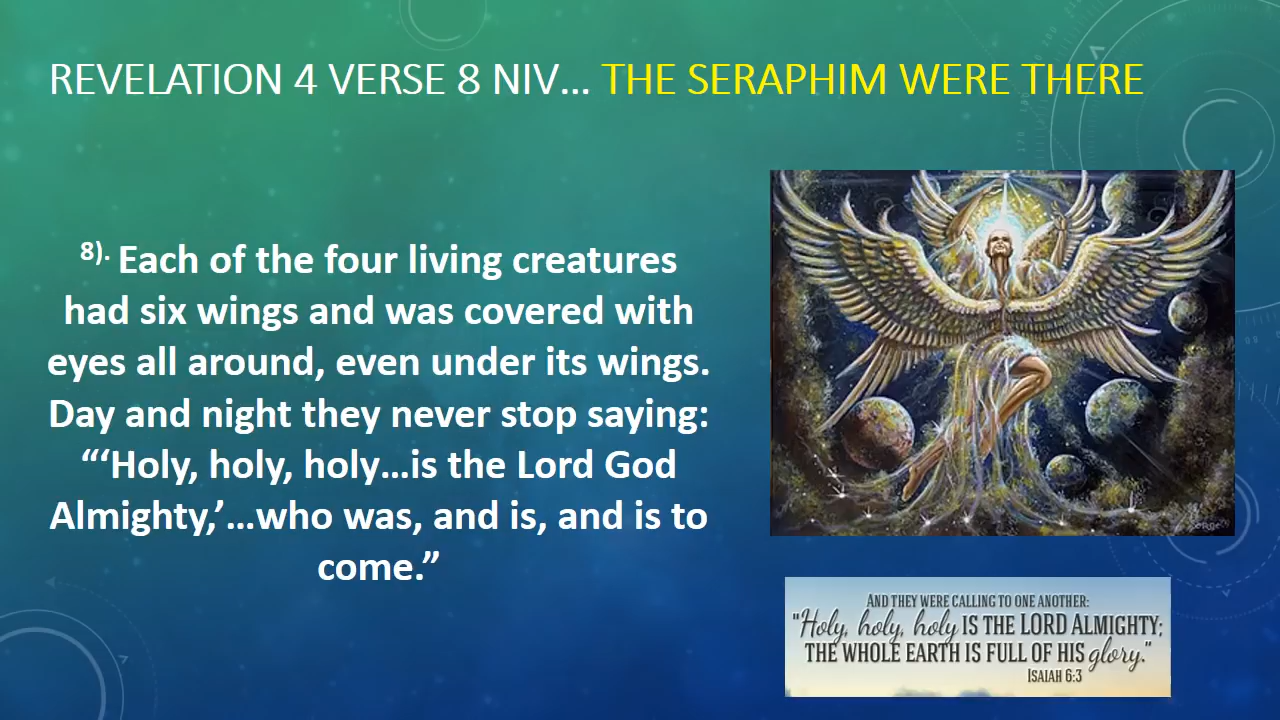 REVELATION 4 VERSE 8 NIV... THE SERAPHIM WERE THERE
8). Each of the four living creatures
had six wings and was covered with
eyes all around, even under its wings.
Day and night they never stop saying:
“‘Holy, holy, holy...is the Lord God
Almighty,’...who was, and is, and is to
come.”
AND THEY WERE CALLING TO ONE ANOTHER:
"Holy, holy, holy IS THE LORD ALMIGHTY;
THE WHOLE EARTH IS FULL OF HIS glory."
ISAIAH 6:3